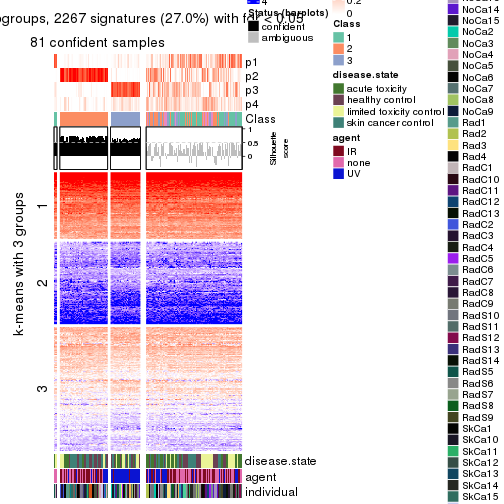 groups, 2267 signatures (27.0%) with fdr < 0.05
81 confident samples
p1
p2
p3
p4
Class
1
0.5
0
Silhouette
score
k-means with 3 groups
1
2
3
disease.state
agent
individual
4
Status (barplots)
confident
ambiguous
0.2
0
Class
1
2
3
disease.state
acute toxicity
healthy control
limited toxicity control
skin cancer control
agent
IR
none
UV
NoCa14
NoCa15
NoCa2
NoCa3
NoCa4
NoCa5
NoCa6
NoCa7
NoCa8
NoCa9
Rad1
Rad2
Rad3
Rad4
RadC1
RadC10
RadC11
RadC12
RadC13
RadC2
RadC3
RadC4
RadC5
RadC6
RadC7
RadC8
RadC9
RadS10
RadS11
RadS12
RadS13
RadS14
RadS5
RadS6
RadS7
RadS8
RadS9
SkCa1
SkCa10
SkCa11
SkCa12
SkCa13
SkCa14
SkCa15